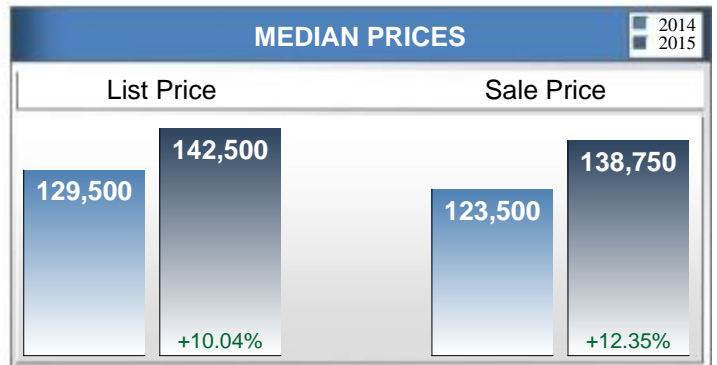 MEDIAN PRICES
2014
2015
List Price
Sale Price
129,500
142,500
+10.04%
123,500
138,750
+12.35%